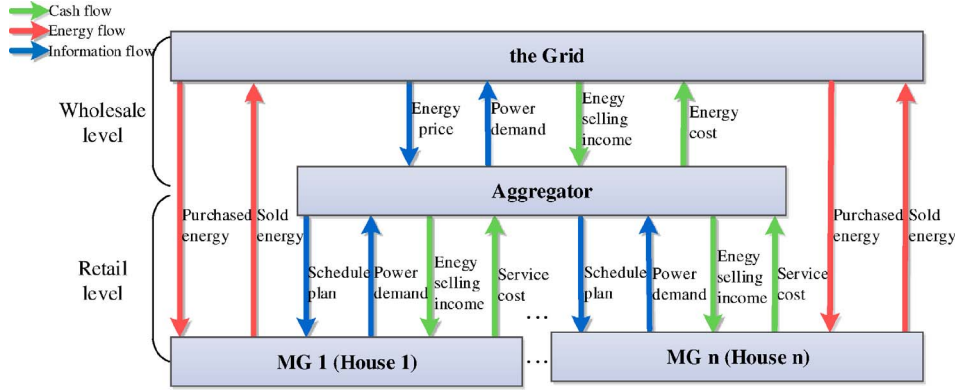 Cash flow
Energy flow
Information flow
the Grid
Wholesale
level
Energy
price
Power
demand
Enegy
selling
income
Energy
cost
Aggregator
Purchased
energy
Sold
energy
Purchased
energy
Sold
energy
Retail
level
Schedule
plan
Power
demand
Enegy
selling
income
Service
cost
...
Schedule
plan
Power
demand
Enegy
selling
income
Service
cost
MG 1 (House 1)
...
MG n (House n)